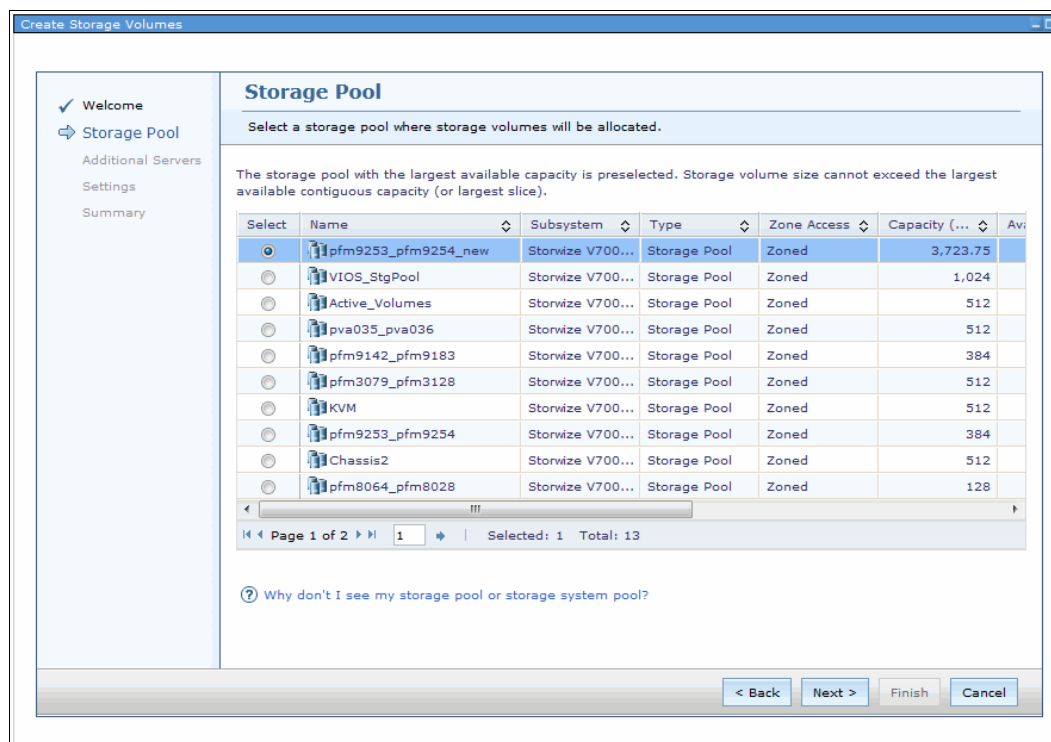 Create Storage Volumes
Welcome
Storage Pool
Additional Servers
Settings
Summary
Storage Pool
Select a storage pool where storage volumes will be allocated.
The storage pool with the largest available capacity is preselected. Storage volume size cannot exceed the largest
available contiguous capacity (or largest slice).
Select Name Subsystem Type Zone Access Capacity (... Av
pfm9253_pfm9254_new Storwize V700... Storage Pool Zoned 3,723.75
VIOS_StgPool Storwize V700... Storage Pool Zoned 1,024
Active_Volumes Storwize V700... Storage Pool Zoned 512
pva035_pva036 Storwize V700... Storage Pool Zoned 512
pfm9142_pfm9183 Storwize V700... Storage Pool Zoned 384
pfm3079_pfm3128 Storwize V700... Storage Pool Zoned 512
KVM Storwize V700... Storage Pool Zoned 512
pfm9253_pfm9254 Storwize V700... Storage Pool Zoned 384
Chassis2 Storwize V700... Storage Pool Zoned 512
pfm8064_pfm8028 Storwize V700... Storage Pool Zoned 128
Page 1 of 2 1 | Selected: 1 Total: 13
? Why don't I see my storage pool or storage system pool?
< Back Next > Finish Cancel